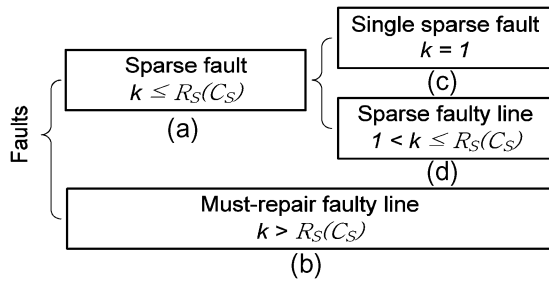 Faults
Sparse fault
k ≤ R_S(C_S)
(a)
Single sparse fault
k = 1
(c)
Sparse faulty line
1 < k ≤ R_S(C_S)
(d)
Must-repair faulty line
k > R_S(C_S)
(b)